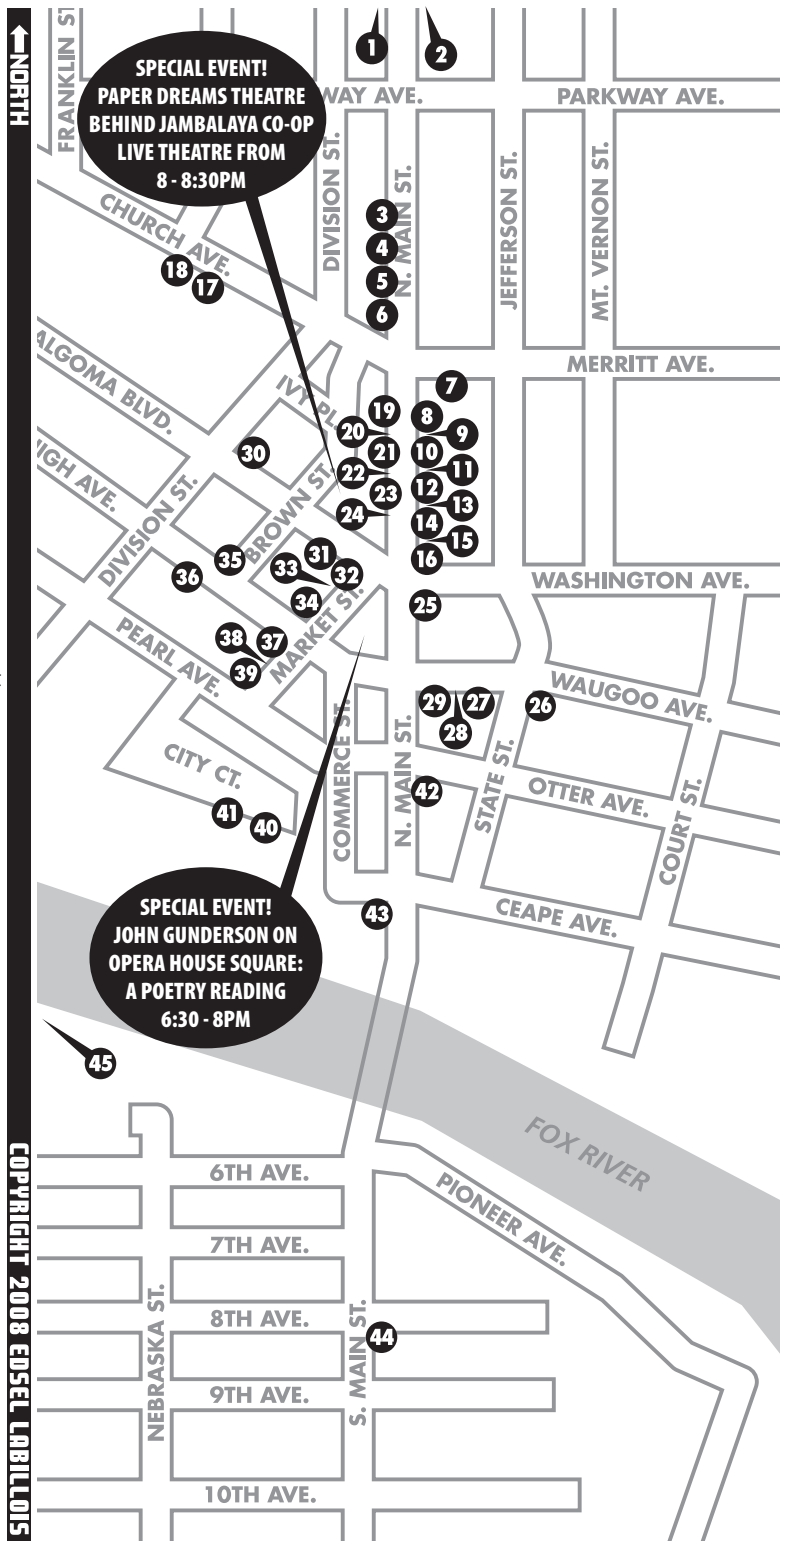 NORTH
FRANKLIN ST
SPECIAL EVENT!
PAPER DREAMS THEATRE
BEHIND JAMBALAYA CO-OP
LIVE THEATRE FROM
8 - 8:30PM
1
2
WAY AVE.
PARKWAY AVE.
DIVISION ST.
N. MAIN ST.
JEFFERSON ST.
MT. VERNON ST.
CHURCH AVE.
3
4
5
6
18
17
MERRITT AVE.
ALGOMA BLVD.
IVY PL.
7
19
8
20
9
30
21
10
22
11
23
12
24
13
14
15
16
HIGH AVE.
DIVISION ST.
BROWN ST.
35
36
31
33
32
34
MARKET ST.
WASHINGTON AVE.
25
PEARL AVE.
38
37
39
WAUGOO AVE.
29
27
28
26
CITY CT.
COMMERCE ST.
N. MAIN ST.
STATE ST.
COURT ST.
42
OTTER AVE.
41
40
CEAPE AVE.
43
SPECIAL EVENT!
JOHN GUNDERSON ON
OPERA HOUSE SQUARE:
A POETRY READING
6:30 - 8PM
45
FOX RIVER
6TH AVE.
PIONEER AVE.
7TH AVE.
NEBRASKA ST.
S. MAIN ST.
8TH AVE.
44
9TH AVE.
10TH AVE.
COPYRIGHT 2008 EDSEL LABILLOIS